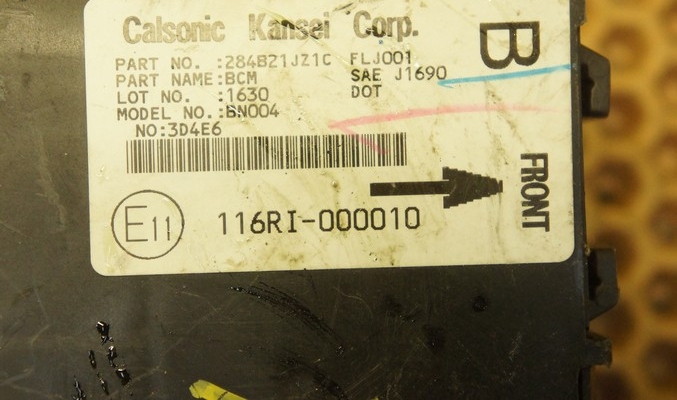 Calsonic Kansei Corp.
B
PART NO. :284B21JZ1C FLJ001
PART NAME:BCM SAE J1690
LOT NO. :1630 DOT
MODEL NO.:BN004
NO:3D4E6
FRONT
E11 116RI-000010